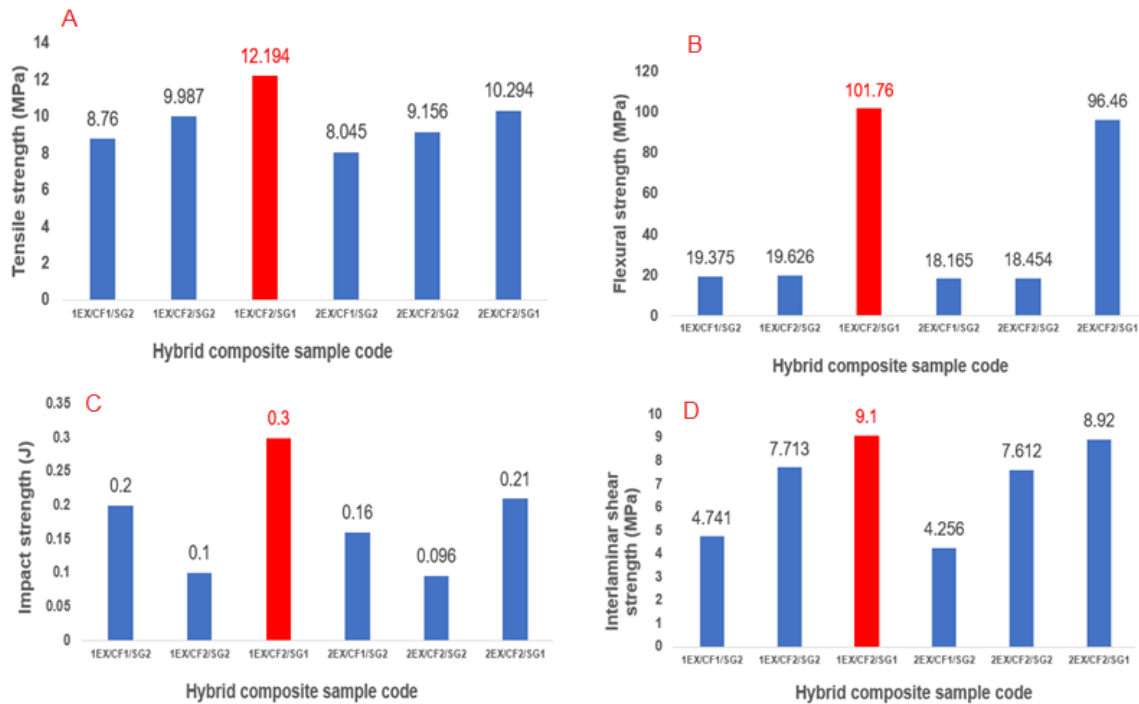 A
Tensile strength (MPa)
14
12
10
8
6
4
2
0
8.76
9.987
12.194
8.045
9.156
10.294
1EX/CF1/SG2
1EX/CF2/SG2
1EX/CF2/SG1
2EX/CF1/SG2
2EX/CF2/SG2
2EX/CF2/SG1
Hybrid composite sample code
B
Flexural strength (MPa)
120
100
80
60
40
20
0
19.375
19.626
101.76
18.165
18.454
96.46
1EX/CF1/SG2
1EX/CF2/SG2
1EX/CF2/SG1
2EX/CF1/SG2
2EX/CF2/SG2
2EX/CF2/SG1
Hybrid composite sample code
C
Impact strength (J)
0.35
0.3
0.25
0.2
0.15
0.1
0.05
0
0.2
0.1
0.3
0.16
0.096
0.21
1EX/CF1/SG2
1EX/CF2/SG2
1EX/CF2/SG1
2EX/CF1/SG2
2EX/CF2/SG2
2EX/CF2/SG1
Hybrid composite sample code
D
Interlaminar shear
strength (MPa)
10
9
8
7
6
5
4
3
2
1
0
4.741
7.713
9.1
4.256
7.612
8.92
1EX/CF1/SG2
1EX/CF2/SG2
1EX/CF2/SG1
2EX/CF1/SG2
2EX/CF2/SG2
2EX/CF2/SG1
Hybrid composite sample code